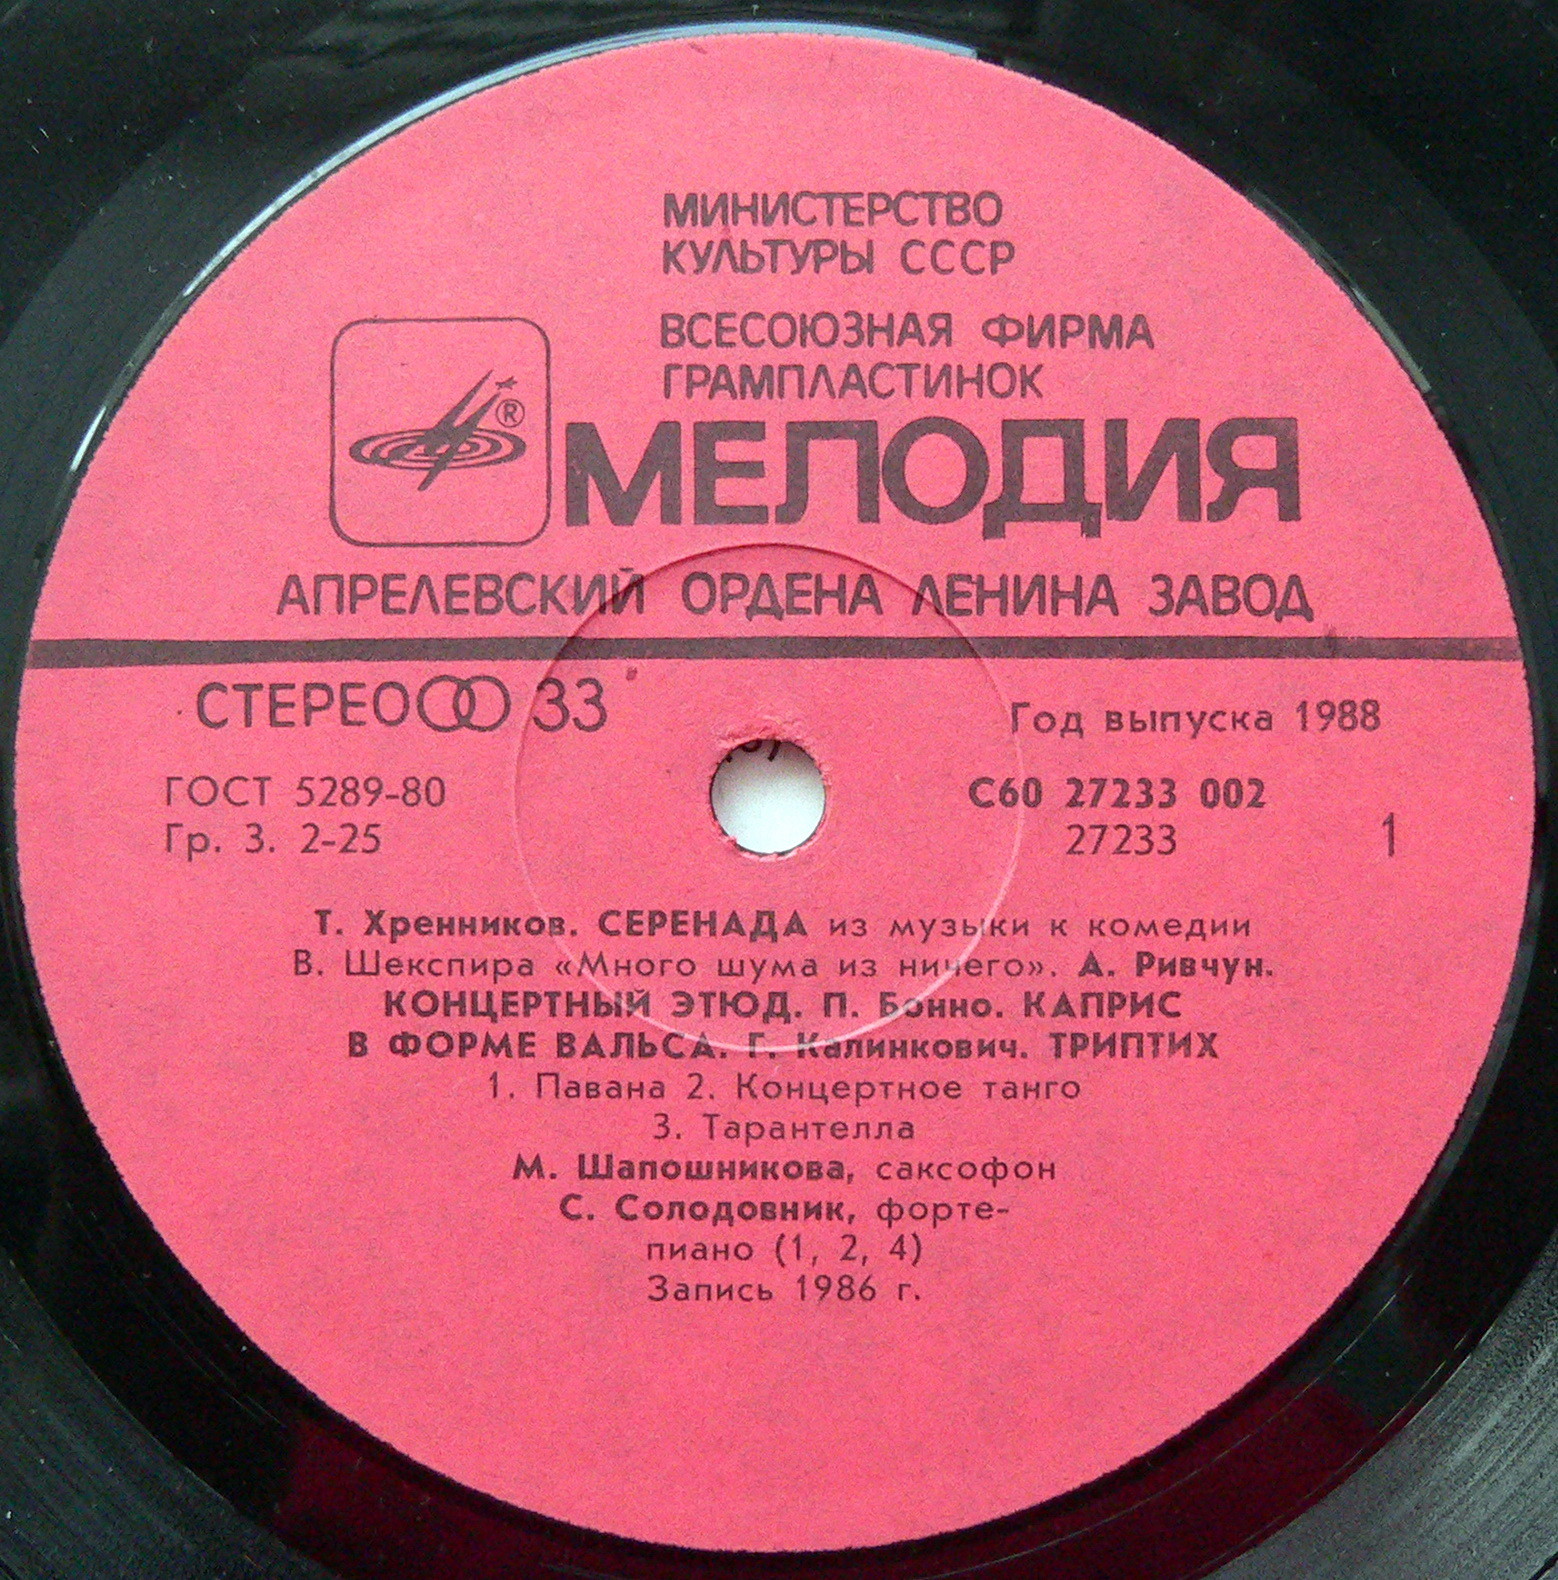 МИНИСТЕРСТВО
КУЛЬТУРЫ СССР
ВСЕСОЮЗНАЯ ФИРМА
ГРАМПЛАСТИНОК
®
МЕЛОДИЯ
АПРЕЛЕВСКИЙ ОРДЕНА ЛЕНИНА ЗАВОД
СТЕРЕО 33
Год выпуска 1988
ГОСТ 5289-80
С60 27233 002
Гр. 3. 2-25
27233 1
Т. Хренников. СЕРЕНАДА из музыки к комедии
В. Шекспира «Много шума из ничего». А. Ривчун.
КОНЦЕРТНЫЙ ЭТЮД. П. Бонно. КАПРИС
В ФОРМЕ ВАЛЬСА. Г. Калинкович. ТРИПТИХ
1. Павана 2. Концертное танго
3. Тарантелла
М. Шапошникова, саксофон
С. Солодовник, форте-
пиано (1, 2, 4)
Запись 1986 г.